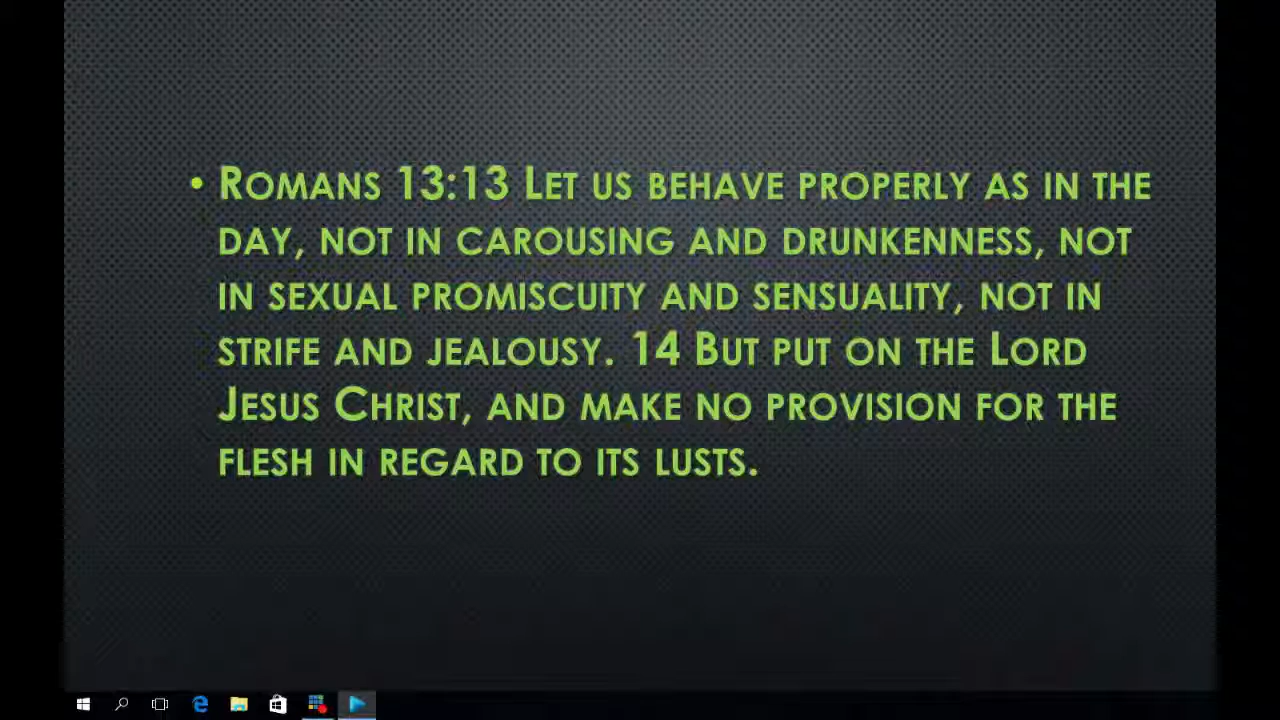 • Romans 13:13 Let us behave properly as in the
day, not in carousing and drunkenness, not
in sexual promiscuity and sensuality, not in
strife and jealousy. 14 But put on the Lord
Jesus Christ, and make no provision for the
flesh in regard to its lusts.